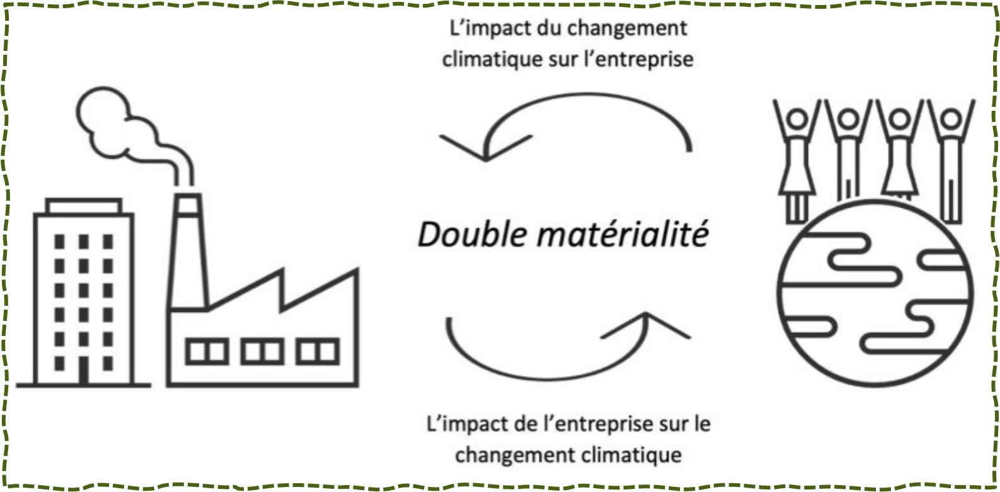 L’impact du changement
climatique sur l’entreprise
Double matérialité
L’impact de l’entreprise sur le
changement climatique